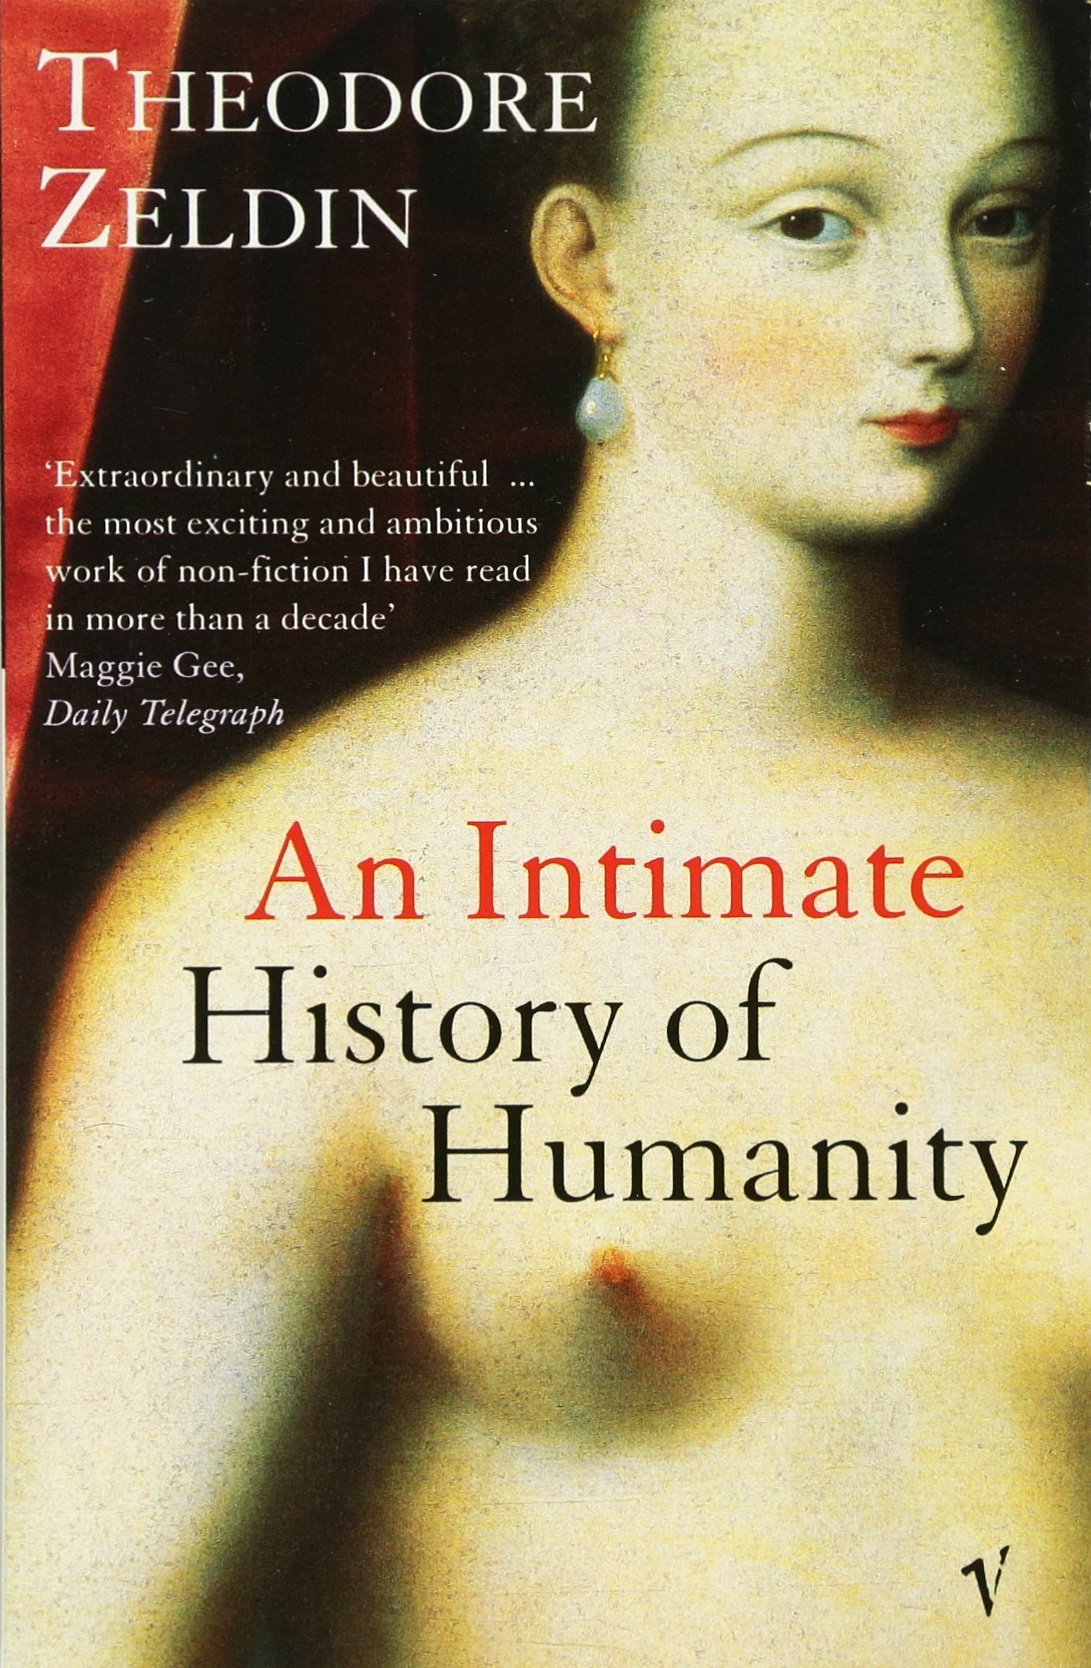 THEODORE
ZELDIN
‘Extraordinary and beautiful ...
the most exciting and ambitious
work of non-fiction I have read
in more than a decade’
Maggie Gee,
Daily Telegraph
An Intimate
History of
Humanity
V